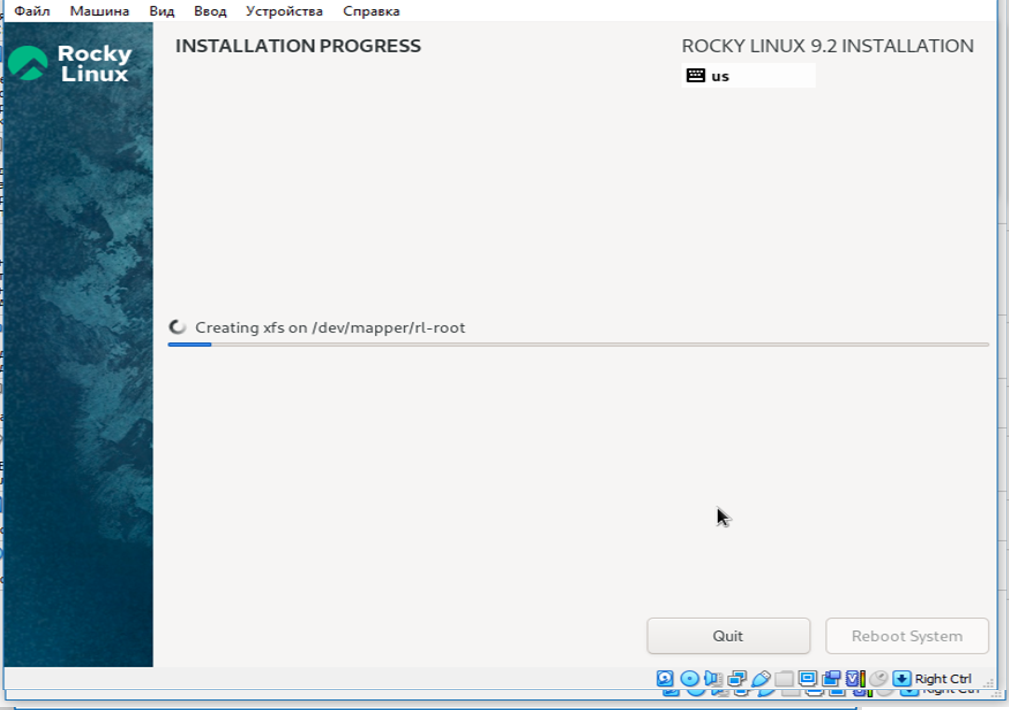 Файл Машина Вид Ввод Устройства Справка
Rocky
Linux
INSTALLATION PROGRESS
ROCKY LINUX 9.2 INSTALLATION
us
Creating xfs on /dev/mapper/rl-root
Quit
Reboot System
Right Ctrl